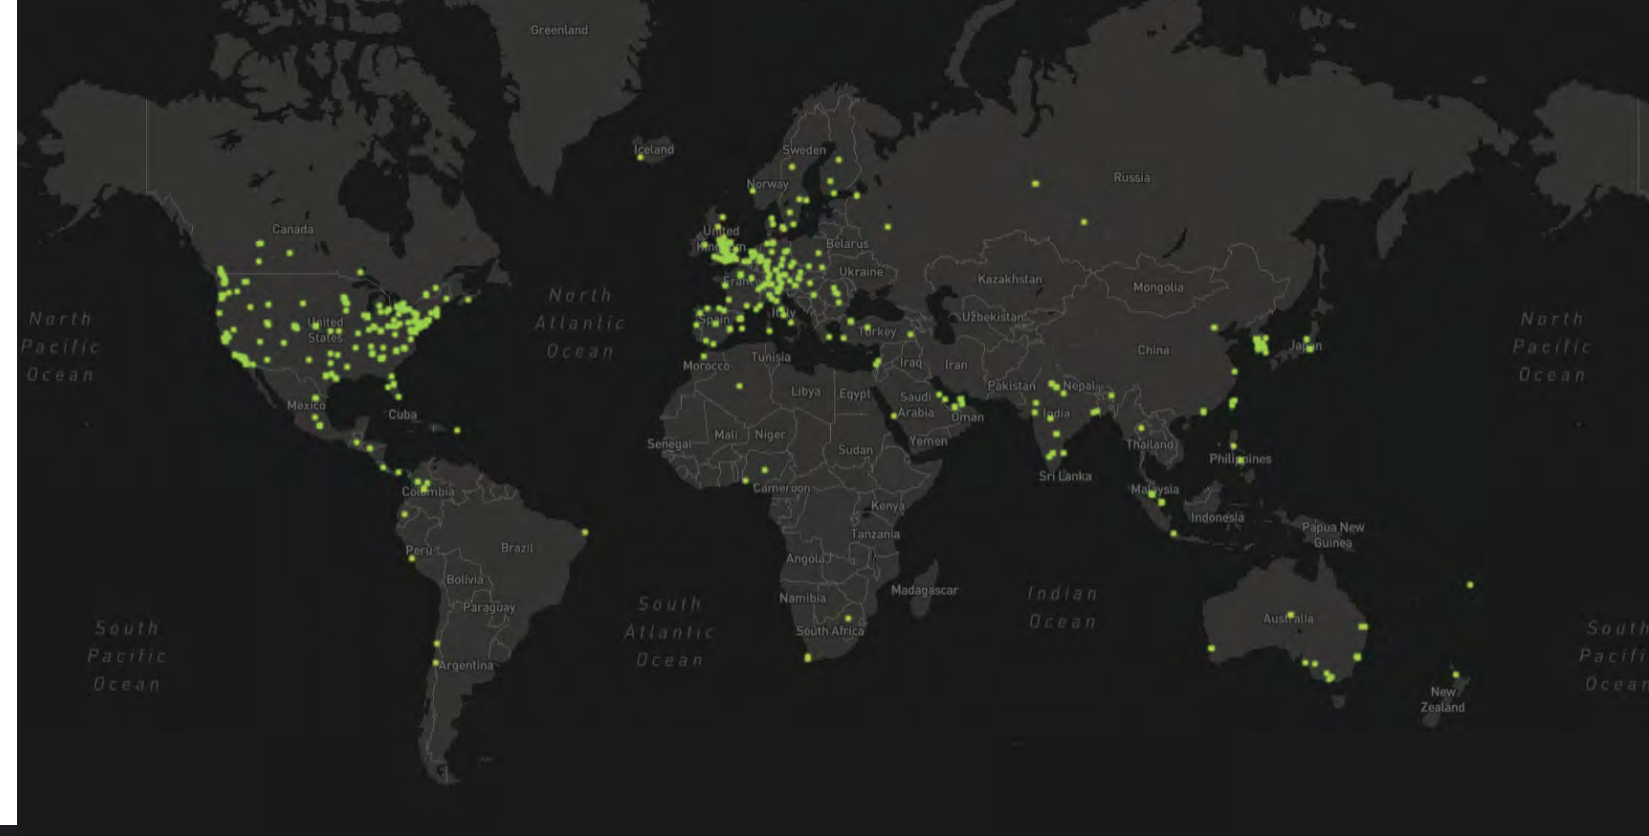 Greenland
Iceland
Sweden
Norway
Russia
Canada
United
Kingdom
Belarus
Ukraine
France
Kazakhstan
Mongolia
North
Pacific
Ocean
North
Atlantic
Ocean
North
Pacific
Ocean
United
States
Spain
Italy
Turkey
Uzbekistan
China
Japan
Morocco
Tunisia
Iraq
Iran
Pakistan
Nepal
Mexico
Cuba
Libya
Egypt
Saudi
Arabia
Oman
India
Senegal
Mali
Niger
Sudan
Yemen
Thailand
Philippines
Sri Lanka
Colombia
Cameroon
Malaysia
Kenya
Indonesia
Papua New
Guinea
Tanzania
Peru
Brazil
Angola
Bolivia
Namibia
Madagascar
Indian
Ocean
Paraguay
South
Atlantic
Ocean
South Africa
Australia
South
Pacific
Ocean
South
Pacifi
Ocean
Argentina
New
Zealand